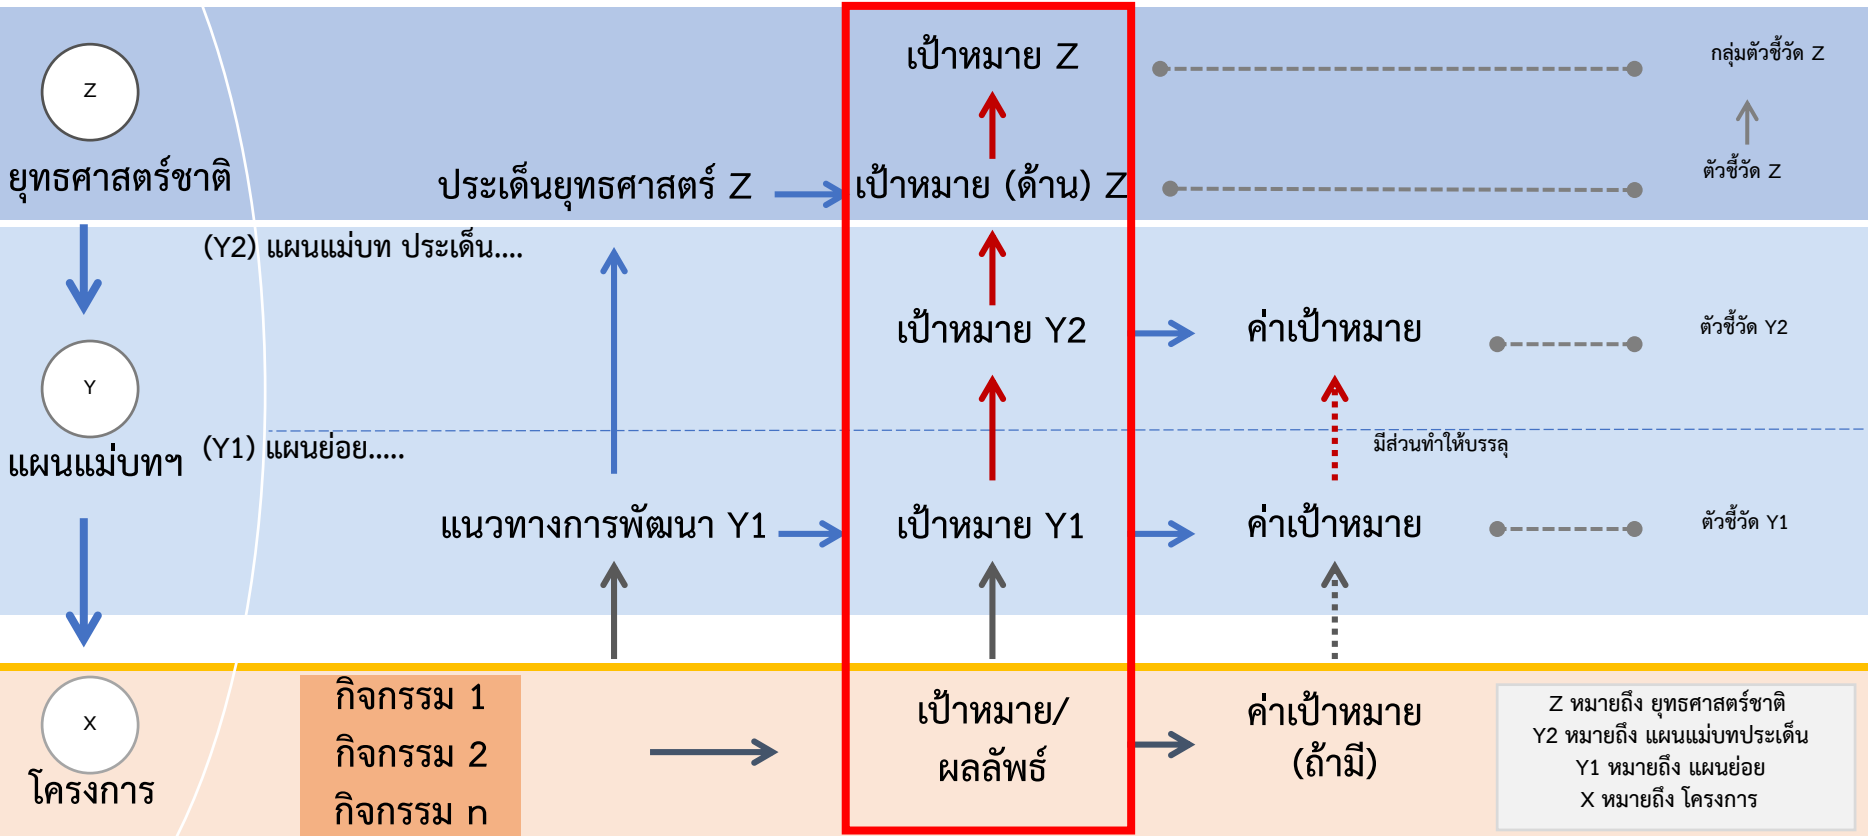 Z
ยุทธศาสตร์ชาติ
ประเด็นยุทธศาสตร์ Z
เป้าหมาย Z
เป้าหมาย (ด้าน) Z
กลุ่มตัวชี้วัด Z
ตัวชี้วัด Z
(Y2) แผนแม่บท ประเด็น....
เป้าหมาย Y2
ค่าเป้าหมาย
ตัวชี้วัด Y2
Y
แผนแม่บทฯ
(Y1) แผนย่อย.....
มีส่วนทำให้บรรลุ
แนวทางการพัฒนา Y1
เป้าหมาย Y1
ค่าเป้าหมาย
ตัวชี้วัด Y1
X
โครงการ
กิจกรรม 1
กิจกรรม 2
กิจกรรม n
เป้าหมาย/
ผลลัพธ์
ค่าเป้าหมาย
(ถ้ามี)
Z หมายถึง ยุทธศาสตร์ชาติ
Y2 หมายถึง แผนแม่บทประเด็น
Y1 หมายถึง แผนย่อย
X หมายถึง โครงการ